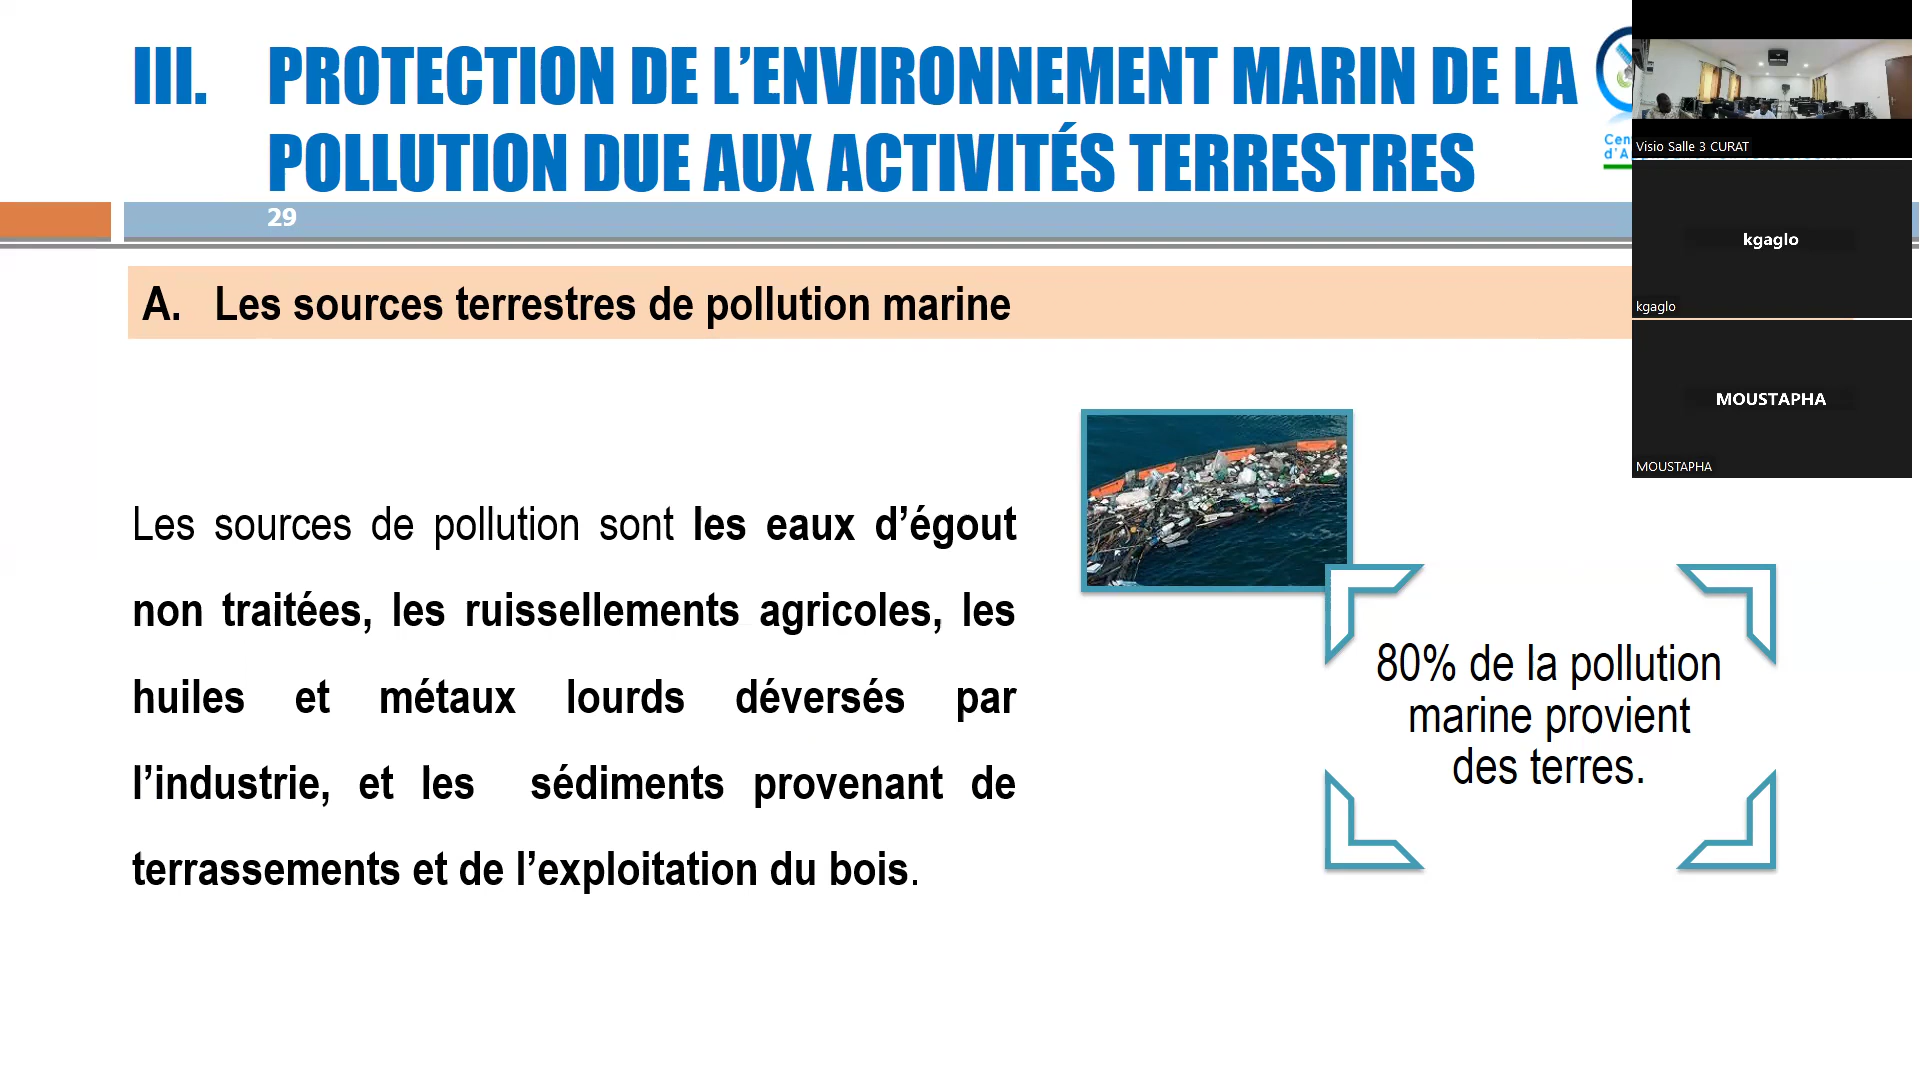 III. PROTECTION DE L’ENVIRONNEMENT MARIN DE LA
POLLUTION DUE AUX ACTIVITÉS TERRESTRES
29
A. Les sources terrestres de pollution marine
Les sources de pollution sont les eaux d’égout
non traitées, les ruissellements agricoles, les
huiles et métaux lourds déversés par
l’industrie, et les sédiments provenant de
terrassements et de l’exploitation du bois.
80% de la pollution
marine provient
des terres.
Visio Salle 3 CURAT
kgaglo
kgaglo
MOUSTAPHA
MOUSTAPHA